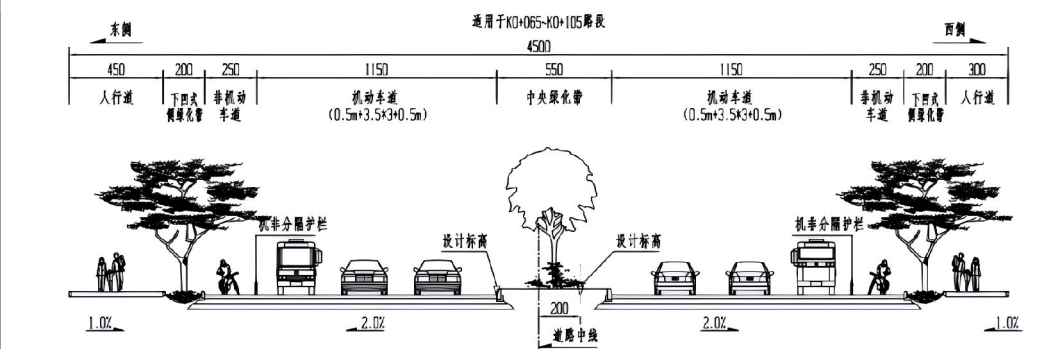 适用于K0+065~K0+105路段
东侧
西侧
4500
450 200 250 1150 550 1150 250 200 300
人行道 下凹式 非机动 机动车道 中央绿化带 机动车道 非机动 下凹式 人行道
侧绿化带 车道 (0.5m+3.5*3+0.5m) (0.5m+3.5*3+0.5m) 车道 侧绿化带
机非分隔护栏 机非分隔护栏
设计标高 设计标高
200
1.0% 2.0% 道路中线 2.0% 1.0%